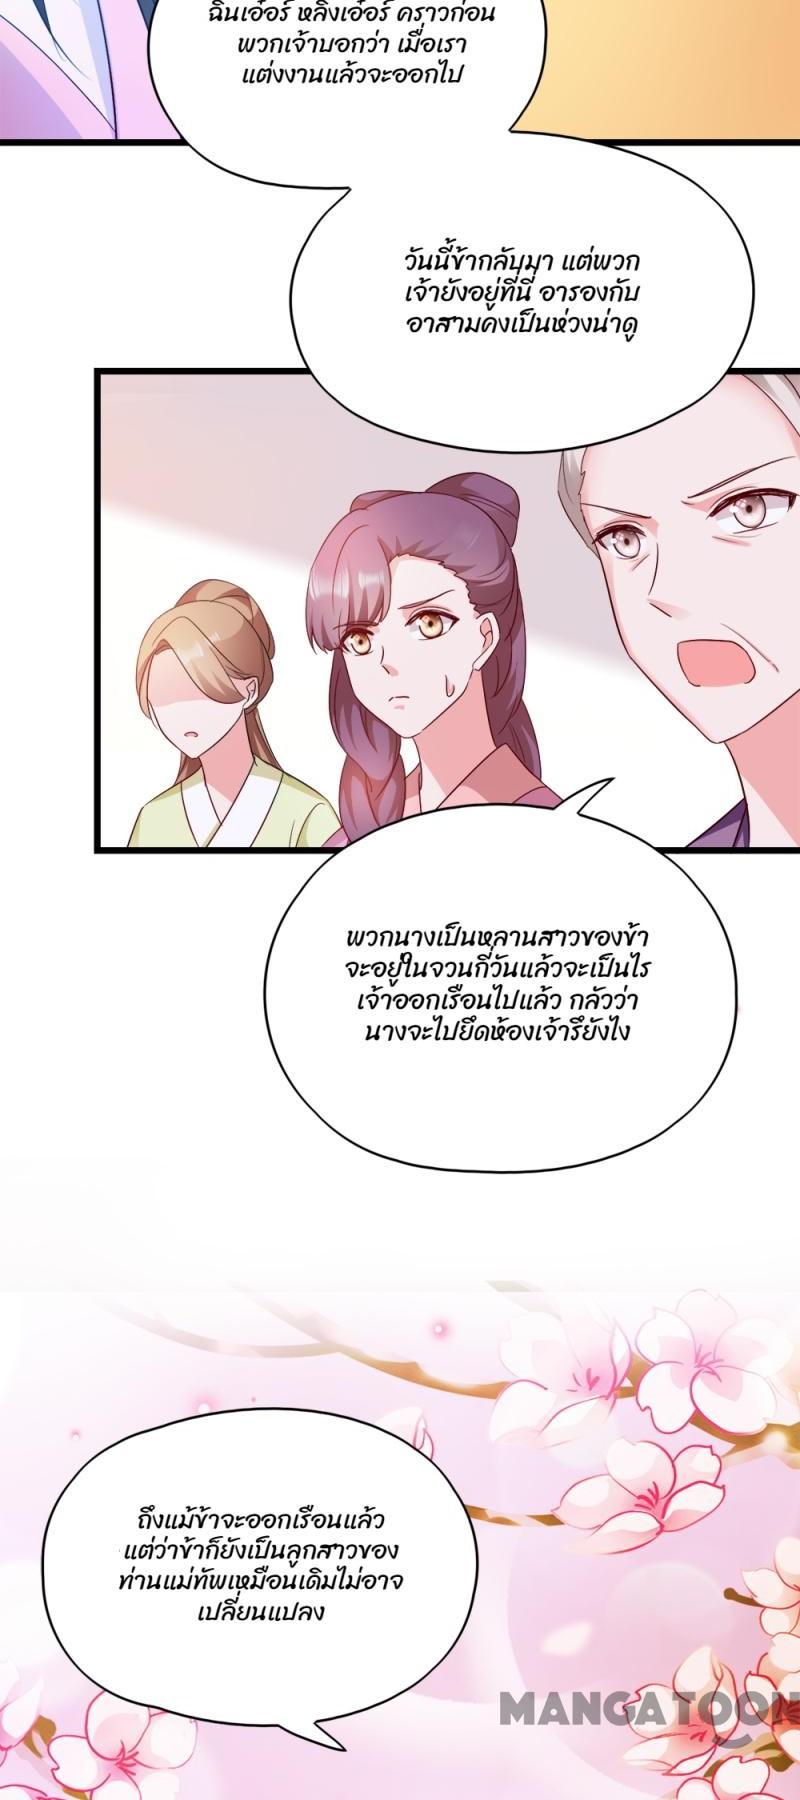 ฉินเอ๋อร์ หลิงเอ๋อร์ คราวก่อน
พวกเจ้าบอกว่า เมื่อเรา
แต่งงานแล้วจะออกไป
วันนี้ข้ากลับมา แต่พวก
เจ้ายังอยู่ที่นี่ อารองกับ
อาสามคงเป็นห่วงน่าดู
พวกนางเป็นหลานสาวของข้า
จะอยู่ในจวนกี่วันแล้วจะเป็นไร
เจ้าออกเรือนไปแล้ว กลัวว่า
นางจะไปยึดห้องเจ้ารึยังไง
ถึงแม้ข้าจะออกเรือนแล้ว
แต่ว่าข้าก็ยังเป็นลูกสาวของ
ท่านแม่ทัพเหมือนเดิมไม่อาจ
เปลี่ยนแปลง
MANGATOON